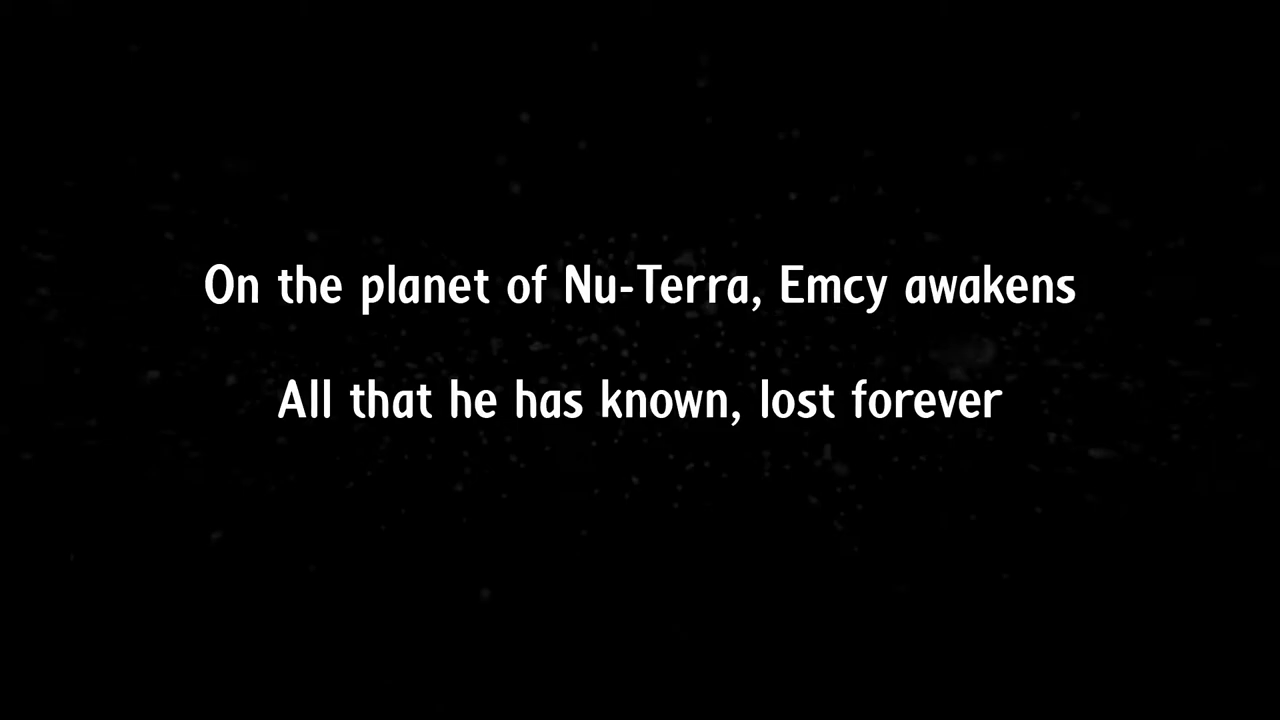 On the planet of Nu-Terra, Emcy awakens
All that he has known, lost forever